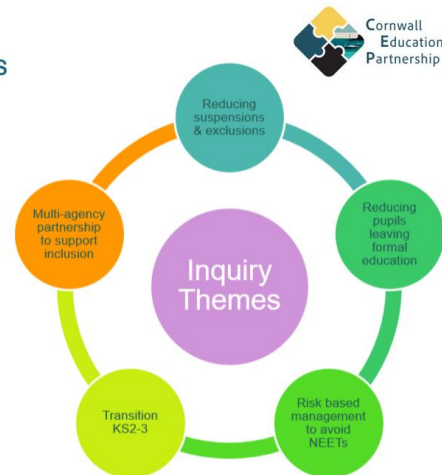 Cornwall
Education
Partnership
s
Reducing
suspensions
& exclusions
Reducing
pupils
leaving
formal
education
Risk based
management
to avoid
NEETs
Transition
KS2-3
Multi-agency
partnership
to support
inclusion
Inquiry
Themes